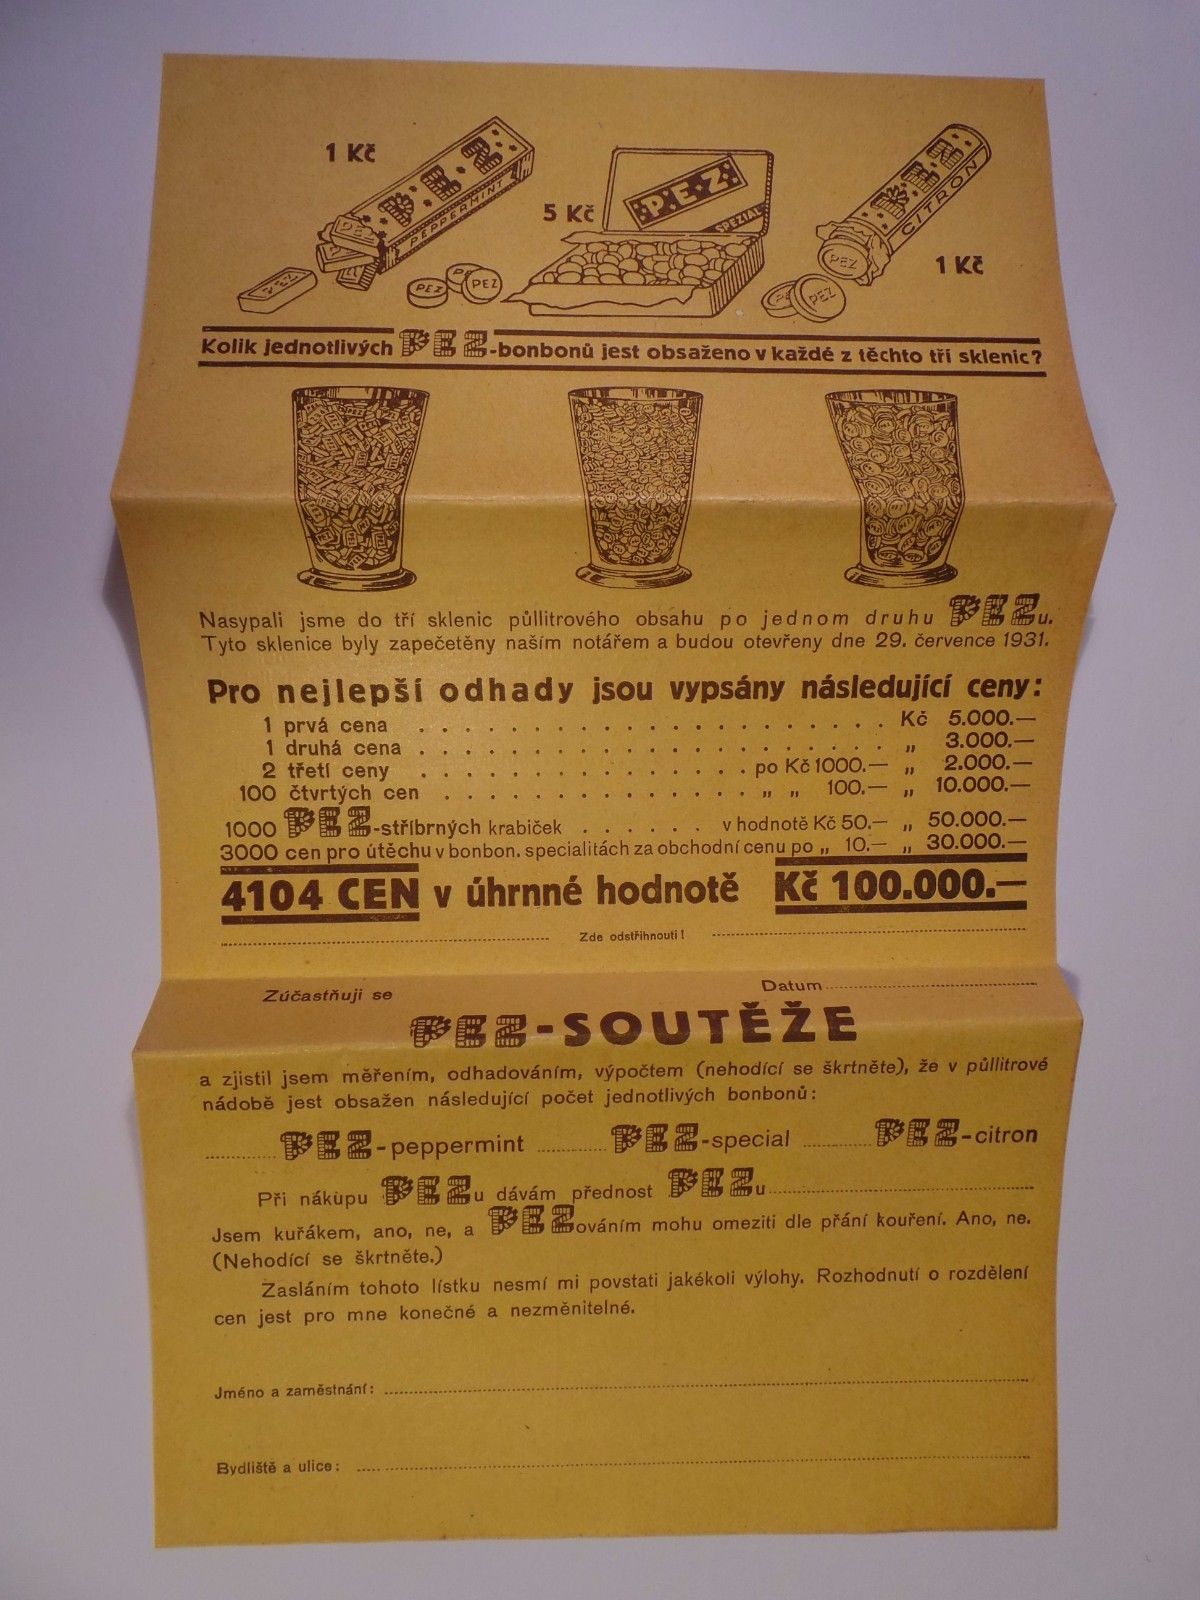 1 Kč
PEZ
PEPPERMINT
PEZ
PEZ
PEZ
PEZ
PEZ
5 Kč
PEZ
SPEZIAL
PEZ
CITRON
PEZ
PEZ
PEZ
1 Kč
Kolik jednotlivých PEZ-bonbonů jest obsaženo v každé z těchto tří sklenic?
Nasypali jsme do tří sklenic půllitrového obsahu po jednom druhu PEZu.
Tyto sklenice byly zapečetěny naším notářem a budou otevřeny dne 29. července 1931.
Pro nejlepší odhady jsou vypsány následující ceny:
1 prvá cena . . . . . . . . . . . . . . . . . . . . Kč 5.000.—
1 druhá cena . . . . . . . . . . . . . . . . . . . . „ 3.000.—
2 třetí ceny . . . . . . . . . . . . . . po Kč 1000.— „ 2.000.—
100 čtvrtých cen . . . . . . . . . . . . . . „ „ 100.— „ 10.000.—
1000 PEZ-stříbrných krabiček . . . . . . v hodnotě Kč 50.— „ 50.000.—
3000 cen pro útěchu v bonbon. specialitách za obchodní cenu po „ 10.— „ 30.000.—
4104 CEN v úhrnné hodnotě Kč 100.000.—
Zde odstřihnouti!
Zúčastňuji se Datum
PEZ-SOUTĚŽE
a zjistil jsem měřením, odhadováním, výpočtem (nehodící se škrtněte), že v půllitrové
nádobě jest obsažen následující počet jednotlivých bonbonů:
............ PEZ-peppermint ............ PEZ-special ............ PEZ-citron
Při nákupu PEZu dávám přednost PEZu
Jsem kuřákem, ano, ne, a PEZováním mohu omeziti dle přání kouření. Ano, ne.
(Nehodící se škrtněte.)
Zasláním tohoto lístku nesmí mi povstati jakékoli výlohy. Rozhodnutí o rozdělení
cen jest pro mne konečné a nezměnitelné.
Jméno a zaměstnání:
Bydliště a ulice: